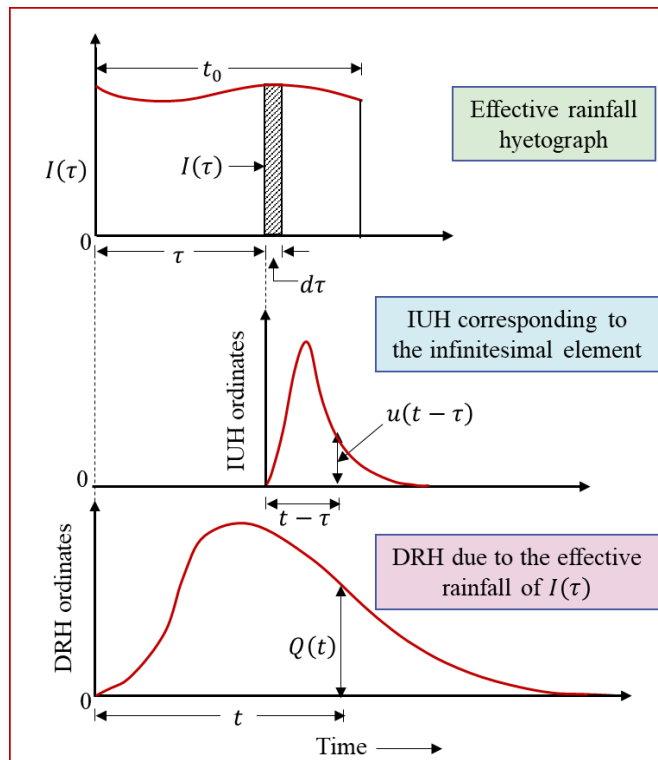 t₀
Effective rainfall
hyetograph
I(τ)
I(τ)
0
τ
dτ
IUH corresponding to
the infinitesimal element
IUH ordinates
u(t − τ)
0
t − τ
DRH due to the effective
rainfall of I(τ)
DRH ordinates
Q(t)
0
t
Time